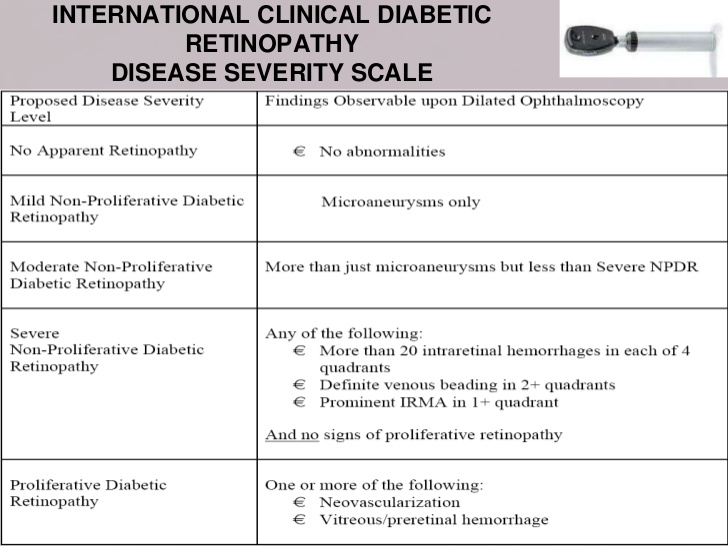 INTERNATIONAL CLINICAL DIABETIC
RETINOPATHY
DISEASE SEVERITY SCALE
Proposed Disease Severity
Level
Findings Observable upon Dilated Ophthalmoscopy
No Apparent Retinopathy
€ No abnormalities
Mild Non-Proliferative Diabetic
Retinopathy
Microaneurysms only
Moderate Non-Proliferative
Diabetic Retinopathy
More than just microaneurysms but less than Severe NPDR
Severe
Non-Proliferative Diabetic
Retinopathy
Any of the following:
€ More than 20 intraretinal hemorrhages in each of 4
quadrants
€ Definite venous beading in 2+ quadrants
€ Prominent IRMA in 1+ quadrant
And no signs of proliferative retinopathy
Proliferative Diabetic
Retinopathy
One or more of the following:
€ Neovascularization
€ Vitreous/preretinal hemorrhage